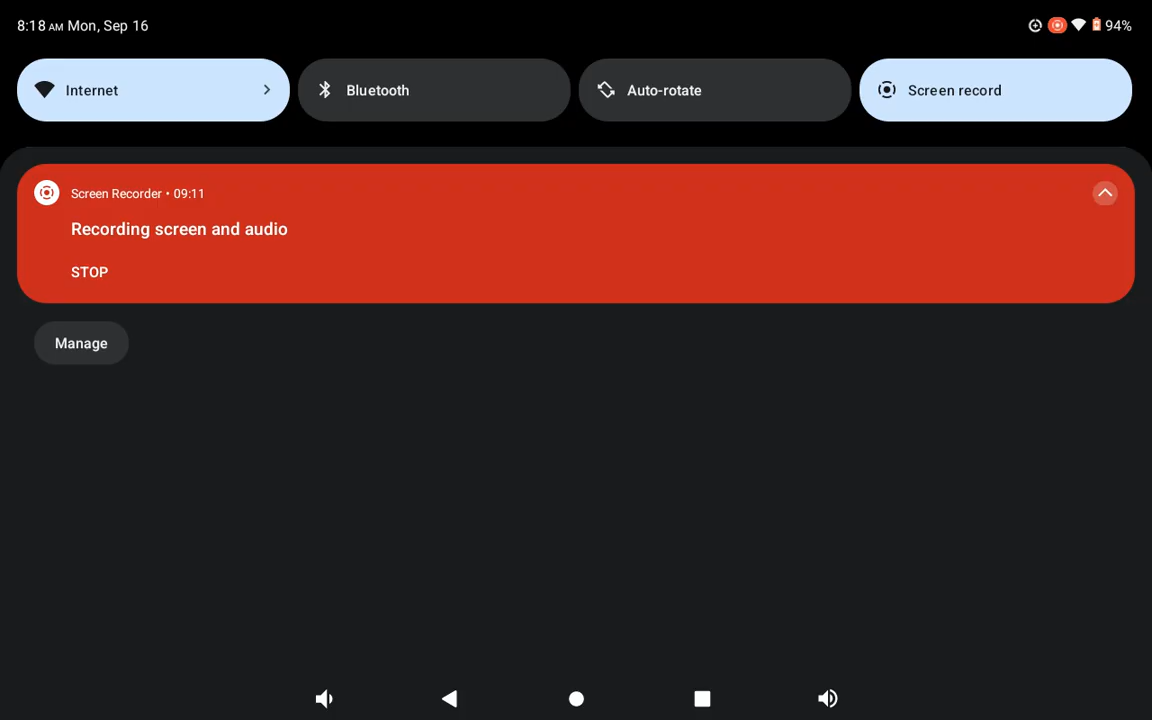 8:18 AM Mon, Sep 16
94%
Internet
Bluetooth
Auto-rotate
Screen record
Screen Recorder • 09:11
Recording screen and audio
STOP
Manage